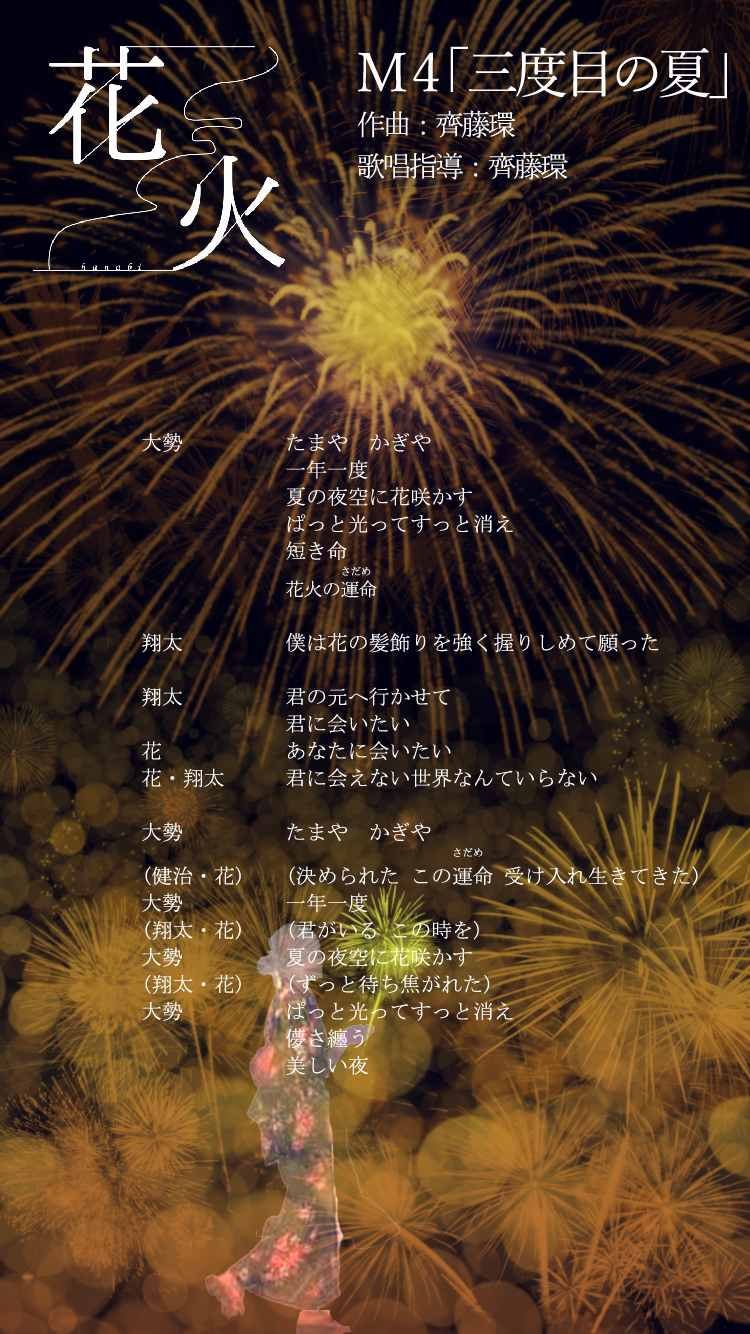 花火
hanabi
M4「三度目の夏」
作曲：齊藤環
歌唱指導：齊藤環
大勢 たまや　かぎや
一年一度
夏の夜空に花咲かす
ぱっと光ってすっと消え
短き命
さだめ
花火の運命
翔太 僕は花の髪飾りを強く握りしめて願った
翔太 君の元へ行かせて
君に会いたい
花 あなたに会いたい
花・翔太 君に会えない世界なんていらない
大勢 たまや　かぎや
さだめ
（健治・花） （決められた この運命 受け入れ生きてきた）
大勢 一年一度
（翔太・花） （君がいる この時を）
大勢 夏の夜空に花咲かす
（翔太・花） （ずっと待ち焦がれた）
大勢 ぱっと光ってすっと消え
儚さ纏う
美しい夜